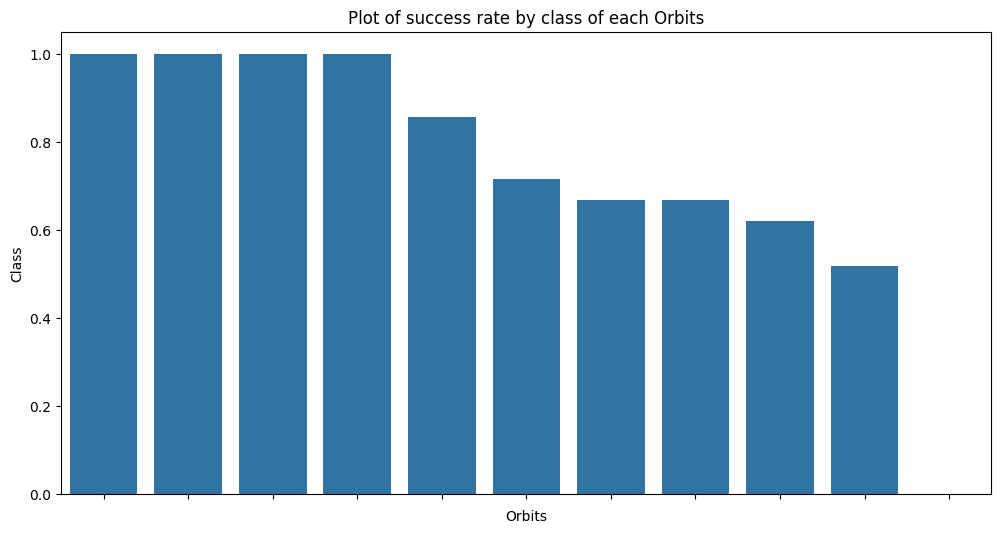 Plot of success rate by class of each Orbits
1.0
0.8
0.6
0.4
0.2
0.0
Class
Orbits